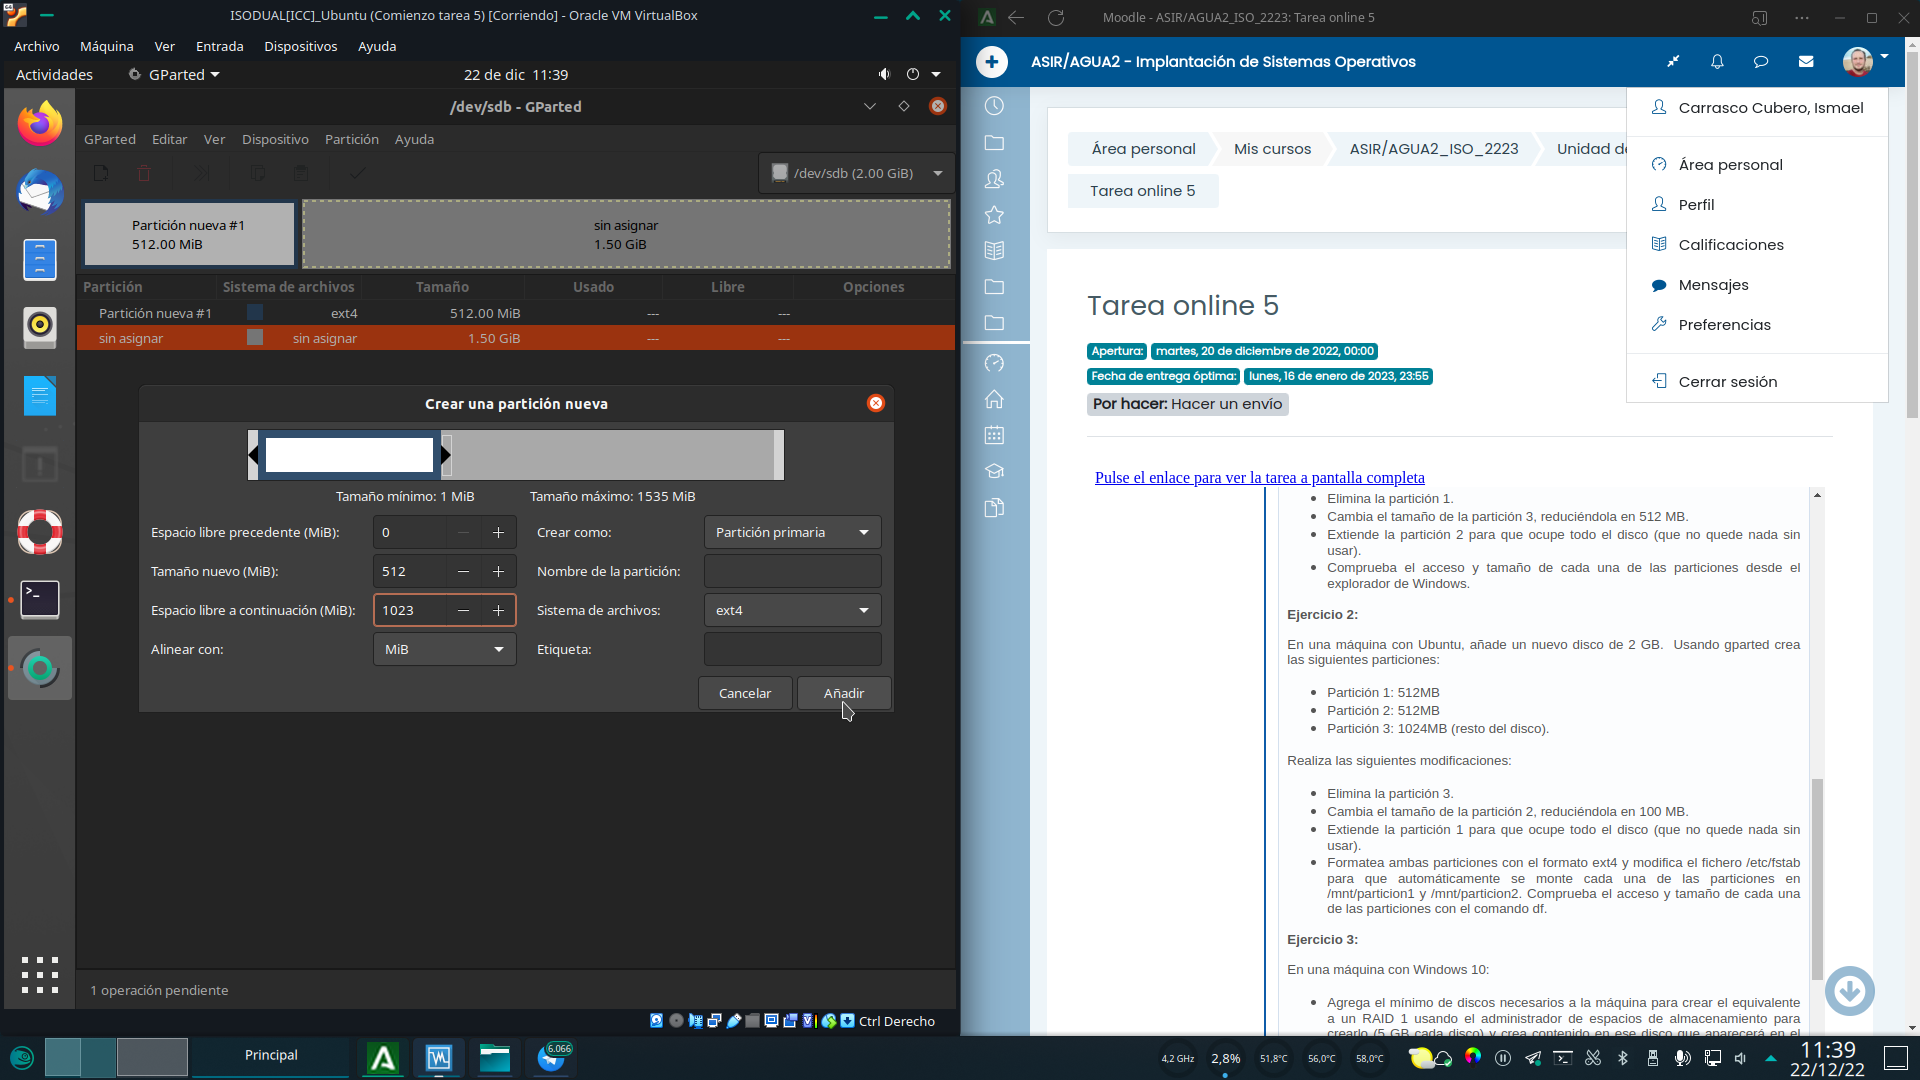 ISODUAL[ICC]_Ubuntu (Comienzo tarea 5) [Corriendo] - Oracle VM VirtualBox
Archivo Máquina Ver Entrada Dispositivos Ayuda
Actividades GParted 22 de dic 11:39
/dev/sdb - GParted
GParted Editar Ver Dispositivo Partición Ayuda
/dev/sdb (2.00 GiB)
Partición nueva #1
512.00 MiB
sin asignar
1.50 GiB
Partición Sistema de archivos Tamaño Usado Libre Opciones
Partición nueva #1 ext4 512.00 MiB --- ---
sin asignar sin asignar 1.50 GiB --- ---
Crear una partición nueva
Tamaño mínimo: 1 MiB Tamaño máximo: 1535 MiB
Espacio libre precedente (MiB): 0 Crear como: Partición primaria
Tamaño nuevo (MiB): 512 Nombre de la partición:
Espacio libre a continuación (MiB): 1023 Sistema de archivos: ext4
Alinear con: MiB Etiqueta:
Cancelar Añadir
1 operación pendiente
Ctrl Derecho
Moodle - ASIR/AGUA2_ISO_2223: Tarea online 5
ASIR/AGUA2 - Implantación de Sistemas Operativos
Área personal Mis cursos ASIR/AGUA2_ISO_2223 Unidad de
Tarea online 5
Carrasco Cubero, Ismael
Área personal
Perfil
Calificaciones
Mensajes
Preferencias
Cerrar sesión
Tarea online 5
Apertura: martes, 20 de diciembre de 2022, 00:00
Fecha de entrega óptima: lunes, 16 de enero de 2023, 23:55
Por hacer: Hacer un envío
Pulse el enlace para ver la tarea a pantalla completa
Elimina la partición 1.
Cambia el tamaño de la partición 3, reduciéndola en 512 MB.
Extiende la partición 2 para que ocupe todo el disco (que no quede nada sin
usar).
Comprueba el acceso y tamaño de cada una de las particiones desde el
explorador de Windows.
Ejercicio 2:
En una máquina con Ubuntu, añade un nuevo disco de 2 GB. Usando gparted crea
las siguientes particiones:
Partición 1: 512MB
Partición 2: 512MB
Partición 3: 1024MB (resto del disco).
Realiza las siguientes modificaciones:
Elimina la partición 3.
Cambia el tamaño de la partición 2, reduciéndola en 100 MB.
Extiende la partición 1 para que ocupe todo el disco (que no quede nada sin
usar).
Formatea ambas particiones con el formato ext4 y modifica el fichero /etc/fstab
para que automáticamente se monte cada una de las particiones en
/mnt/particion1 y /mnt/particion2. Comprueba el acceso y tamaño de cada una
de las particiones con el comando df.
Ejercicio 3:
En una máquina con Windows 10:
Agrega el mínimo de discos necesarios a la máquina para crear el equivalente
a un RAID 1 usando el administrador de espacios de almacenamiento para
crearlo (5 GB cada disco) y crea contenido en ese disco que aparecerá en el
Principal
6.066
4,2 GHz 2,8% 51,8°C 56,0°C 58,0°C
11:39
22/12/22